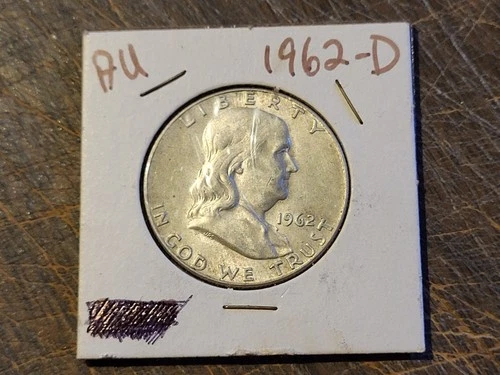 AU 1962-D
LIBERTY
1962
IN GOD WE TRUST